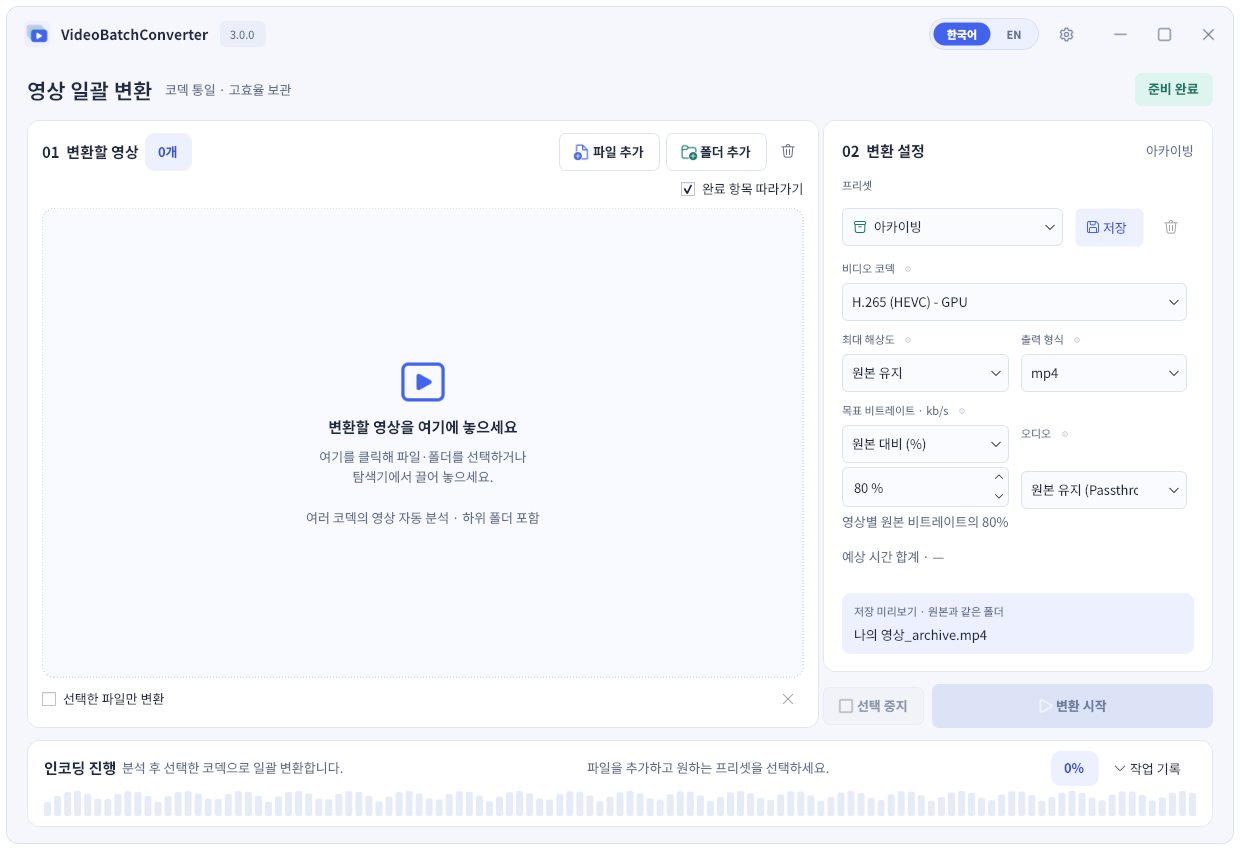 VideoBatchConverter 3.0.0 한국어 EN
영상 일괄 변환 코덱 통일 · 고효율 보관 준비 완료
01 변환할 영상 0개 파일 추가 폴더 추가
완료 항목 따라가기
변환할 영상을 여기에 놓으세요
여기를 클릭해 파일·폴더를 선택하거나
탐색기에서 끌어 놓으세요.
여러 코덱의 영상 자동 분석 · 하위 폴더 포함
선택한 파일만 변환
02 변환 설정 아카이빙
프리셋
아카이빙 저장
비디오 코덱
H.265 (HEVC) - GPU
최대 해상도 출력 형식
원본 유지 mp4
목표 비트레이트 · kb/s
원본 대비 (%) 오디오
80 % 원본 유지 (Passthrc
영상별 원본 비트레이트의 80%
예상 시간 합계 · —
저장 미리보기 · 원본과 같은 폴더
나의 영상_archive.mp4
선택 중지 변환 시작
인코딩 진행 분석 후 선택한 코덱으로 일괄 변환합니다. 파일을 추가하고 원하는 프리셋을 선택하세요. 0% 작업 기록